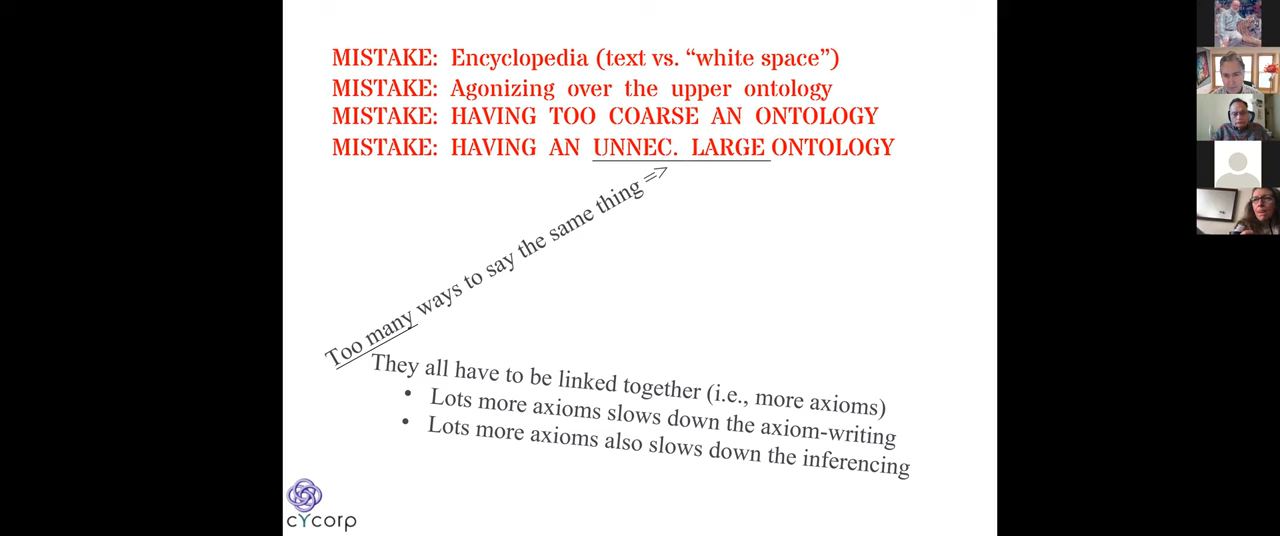 MISTAKE: Encyclopedia (text vs. “white space”)
MISTAKE: Agonizing over the upper ontology
MISTAKE: HAVING TOO COARSE AN ONTOLOGY
MISTAKE: HAVING AN UNNEC. LARGE ONTOLOGY
Too many ways to say the same thing =>
They all have to be linked together (i.e., more axioms)
• Lots more axioms slows down the axiom-writing
• Lots more axioms also slows down the inferencing
cYcorp